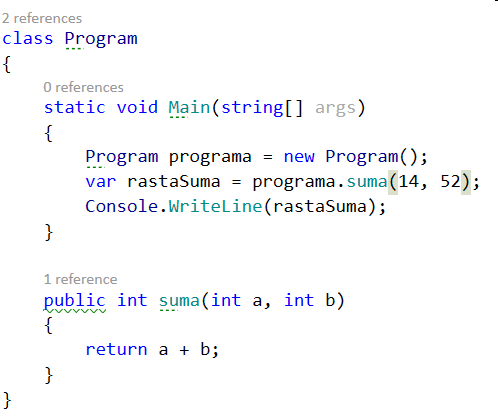 2 references
class Program
{
0 references
static void Main(string[] args)
{
Program programa = new Program();
var rastaSuma = programa.suma(14, 52);
Console.WriteLine(rastaSuma);
}
1 reference
public int suma(int a, int b)
{
return a + b;
}
}